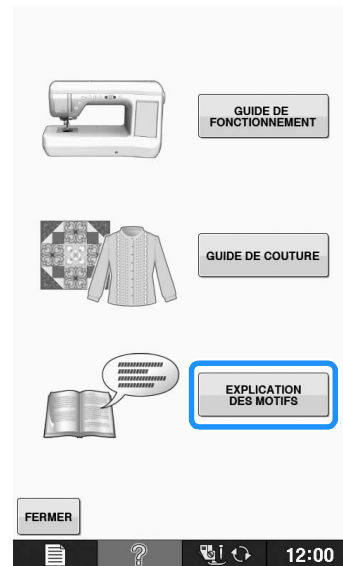 GUIDE DE
FONCTIONNEMENT
GUIDE DE COUTURE
EXPLICATION
DES MOTIFS
FERMER
12:00